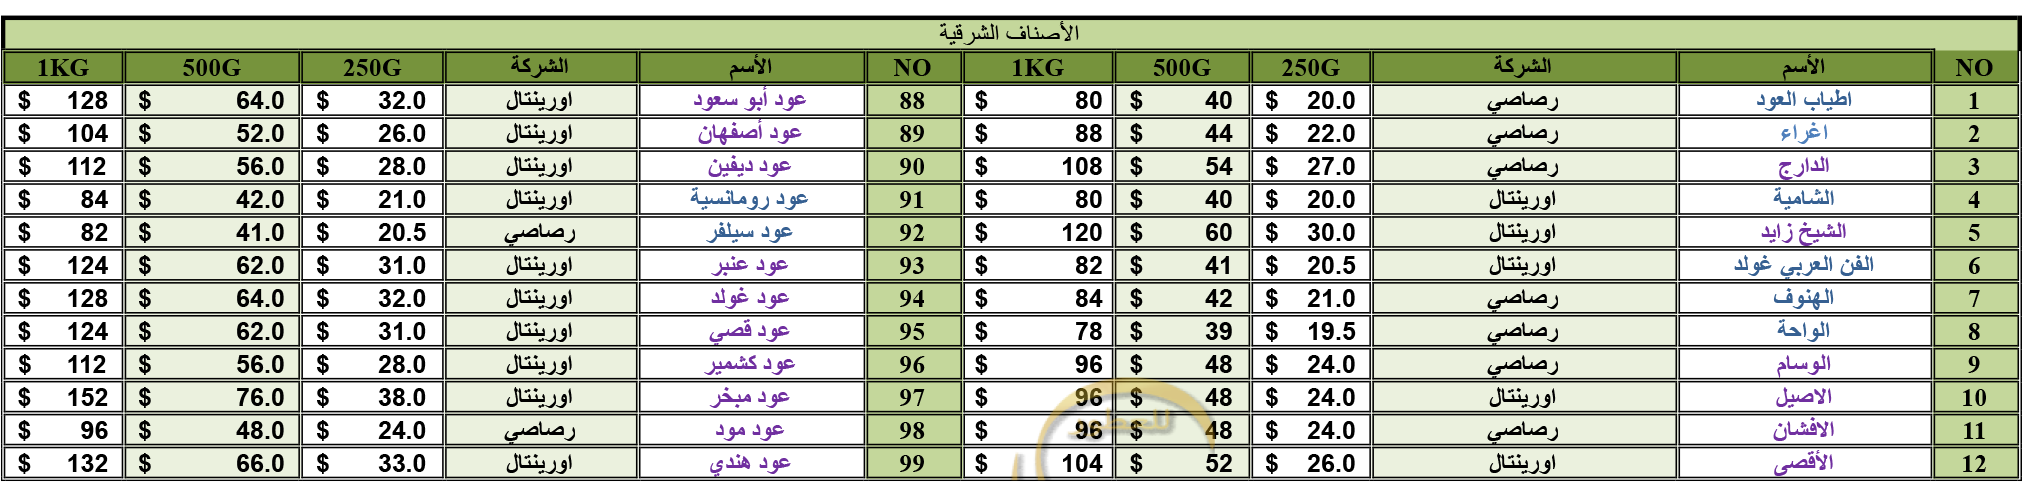 الأصناف الشرقية
NO الأسم الشركة 250G 500G 1KG NO الأسم الشركة 250G 500G 1KG
1 اطياب العود رصاصي $ 20.0 $ 40 $ 80 88 عود أبو سعود اورينتال $ 32.0 $ 64.0 $ 128
2 اغراء رصاصي $ 22.0 $ 44 $ 88 89 عود أصفهان اورينتال $ 26.0 $ 52.0 $ 104
3 الدارج رصاصي $ 27.0 $ 54 $ 108 90 عود ديفين اورينتال $ 28.0 $ 56.0 $ 112
4 الشامية اورينتال $ 20.0 $ 40 $ 80 91 عود رومانسية اورينتال $ 21.0 $ 42.0 $ 84
5 الشيخ زايد اورينتال $ 30.0 $ 60 $ 120 92 عود سيلفر رصاصي $ 20.5 $ 41.0 $ 82
6 الفن العربي غولد اورينتال $ 20.5 $ 41 $ 82 93 عود عنبر اورينتال $ 31.0 $ 62.0 $ 124
7 الهنوف رصاصي $ 21.0 $ 42 $ 84 94 عود غولد اورينتال $ 32.0 $ 64.0 $ 128
8 الواحة رصاصي $ 19.5 $ 39 $ 78 95 عود قصي اورينتال $ 31.0 $ 62.0 $ 124
9 الوسام رصاصي $ 24.0 $ 48 $ 96 96 عود كشمير اورينتال $ 28.0 $ 56.0 $ 112
10 الاصيل اورينتال $ 24.0 $ 48 $ 96 97 عود مبخر اورينتال $ 38.0 $ 76.0 $ 152
11 الافشان رصاصي $ 24.0 $ 48 $ 96 98 عود مود رصاصي $ 24.0 $ 48.0 $ 96
12 الأقصى اورينتال $ 26.0 $ 52 $ 104 99 عود هندي اورينتال $ 33.0 $ 66.0 $ 132
للعطور